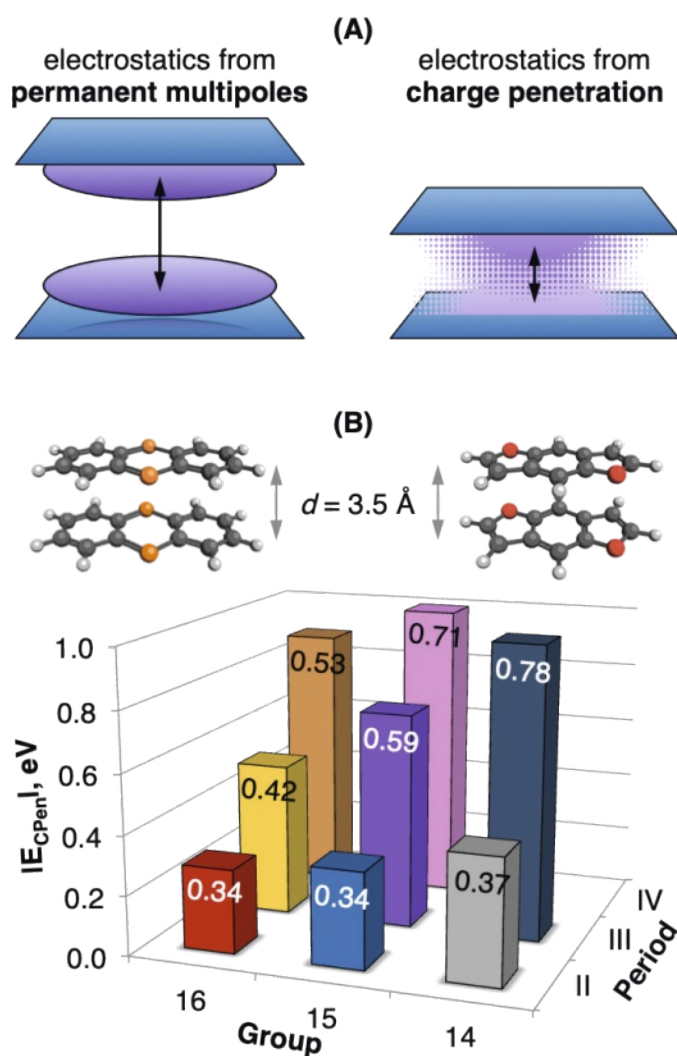 (A)
electrostatics from
permanent multipoles
electrostatics from
charge penetration
(B)
d = 3.5 Å
|E_CPen|, eV
1.0
0.8
0.6
0.4
0.2
0.0
0.53
0.71
0.78
0.42
0.59
0.34
0.34
0.37
16
15
14
Group
II
III
IV
Period